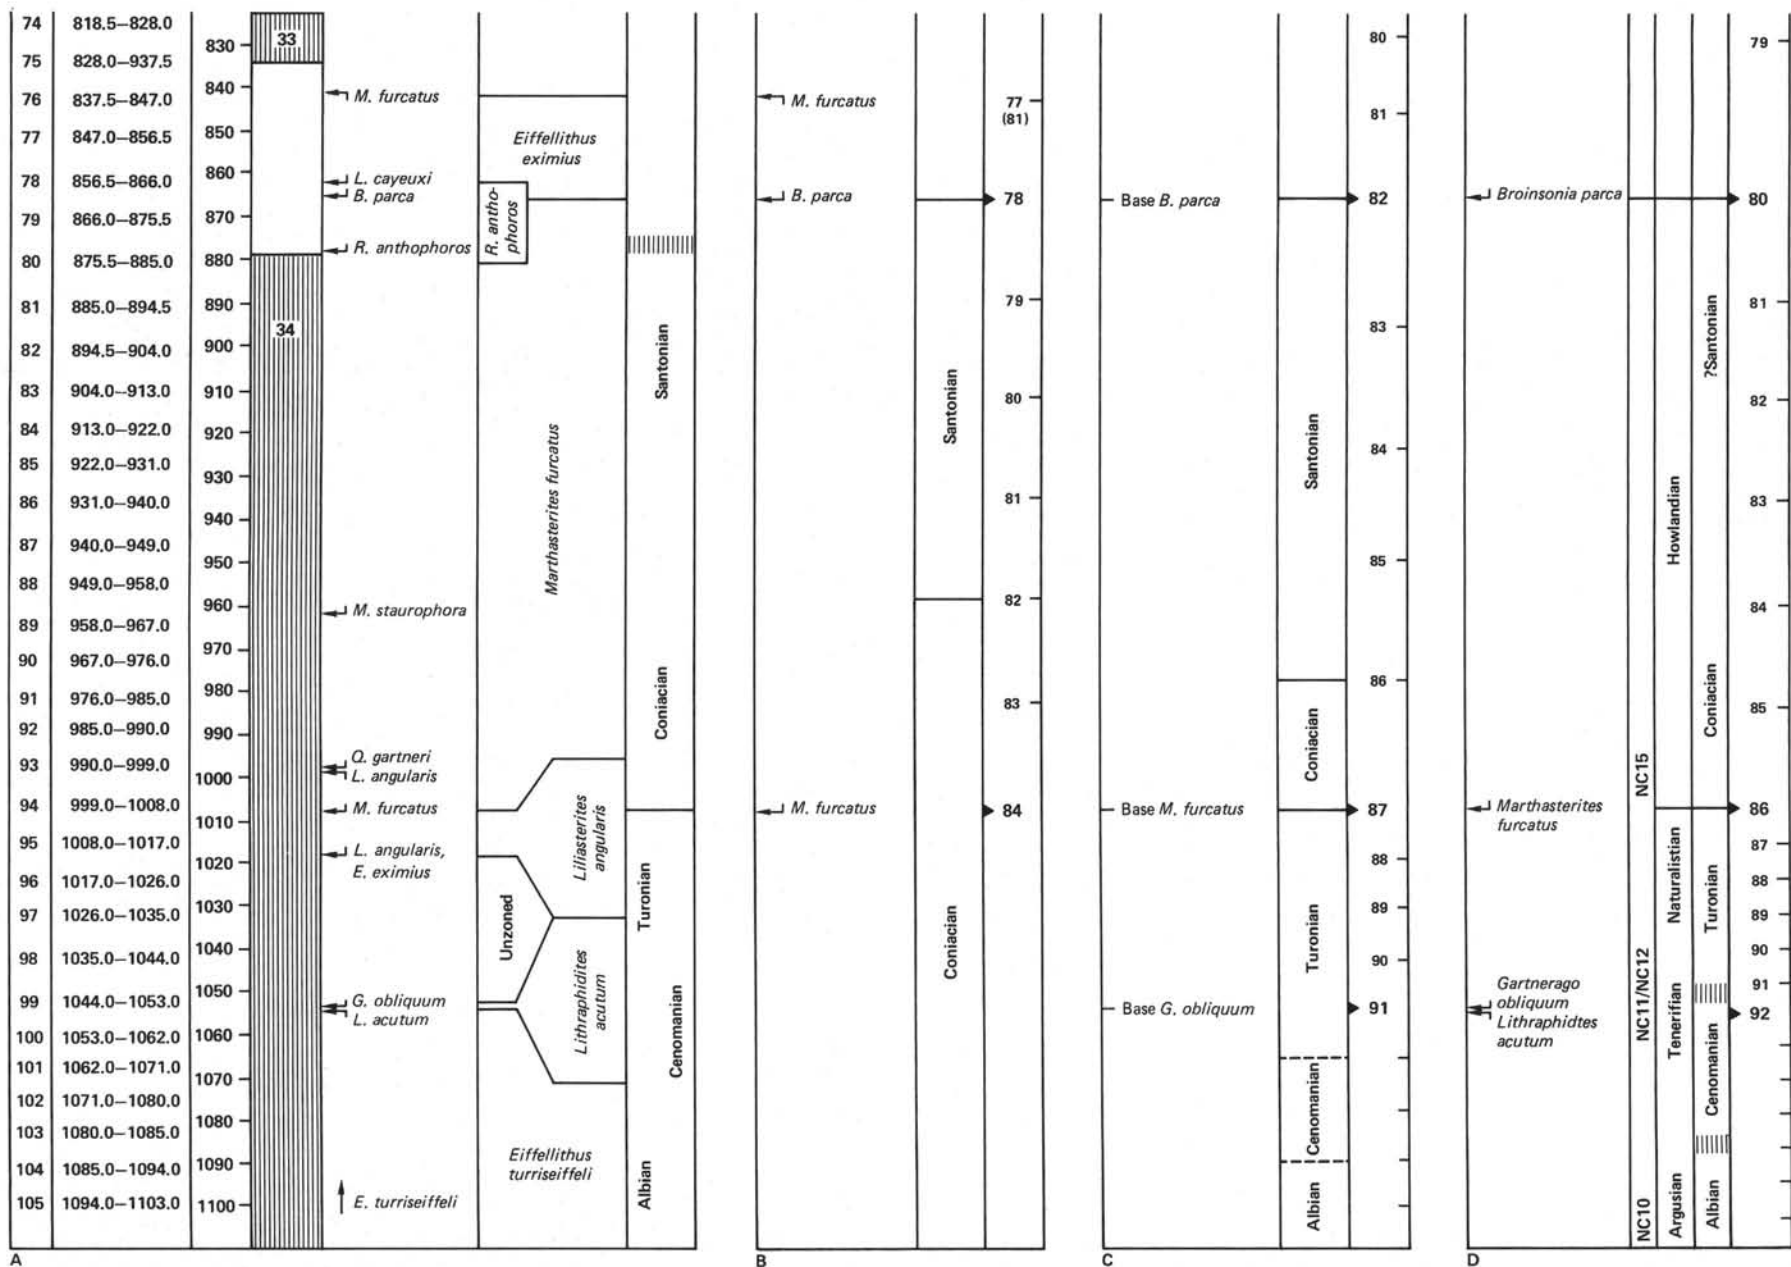 74 818.5–828.0
75 828.0–937.5
76 837.5–847.0
77 847.0–856.5
78 856.5–866.0
79 866.0–875.5
80 875.5–885.0
81 885.0–894.5
82 894.5–904.0
83 904.0–913.0
84 913.0–922.0
85 922.0–931.0
86 931.0–940.0
87 940.0–949.0
88 949.0–958.0
89 958.0–967.0
90 967.0–976.0
91 976.0–985.0
92 985.0–990.0
93 990.0–999.0
94 999.0–1008.0
95 1008.0–1017.0
96 1017.0–1026.0
97 1026.0–1035.0
98 1035.0–1044.0
99 1044.0–1053.0
100 1053.0–1062.0
101 1062.0–1071.0
102 1071.0–1080.0
103 1080.0–1085.0
104 1085.0–1094.0
105 1094.0–1103.0
830
840
850
860
870
880
890
900
910
920
930
940
950
960
970
980
990
1000
1010
1020
1030
1040
1050
1060
1070
1080
1090
1100
33
34
M. furcatus
L. cayeuxi
B. parca
R. anthophoros
M. staurophora
Q. gartneri
L. angularis
M. furcatus
L. angularis,
E. eximius
G. obliquum
L. acutum
E. turriseiffeli
Eiffellithus
eximius
R. antho-
phoros
Marthasterites furcatus
Liliasterites
angularis
Unzoned
Lithraphidites
acutum
Eiffellithus
turriseiffeli
Santonian
Coniacian
Turonian
Cenomanian
Albian
A
M. furcatus
B. parca
M. furcatus
Santonian
Coniacian
77
(81)
78
79
80
81
82
83
84
B
Base B. parca
Base M. furcatus
Base G. obliquum
Santonian
Coniacian
Turonian
Cenomanian
Albian
80
81
82
83
84
85
86
87
88
89
90
91
C
Broinsonia parca
Marthasterites
furcatus
Gartnerago
obliquum
Lithraphidtes
acutum
NC15
NC11/NC12
NC10
Howlandian
Naturalistian
Tenerifian
Argusian
?Santonian
Coniacian
Turonian
Cenomanian
Albian
79
80
81
82
83
84
85
86
87
88
89
90
91
92
D